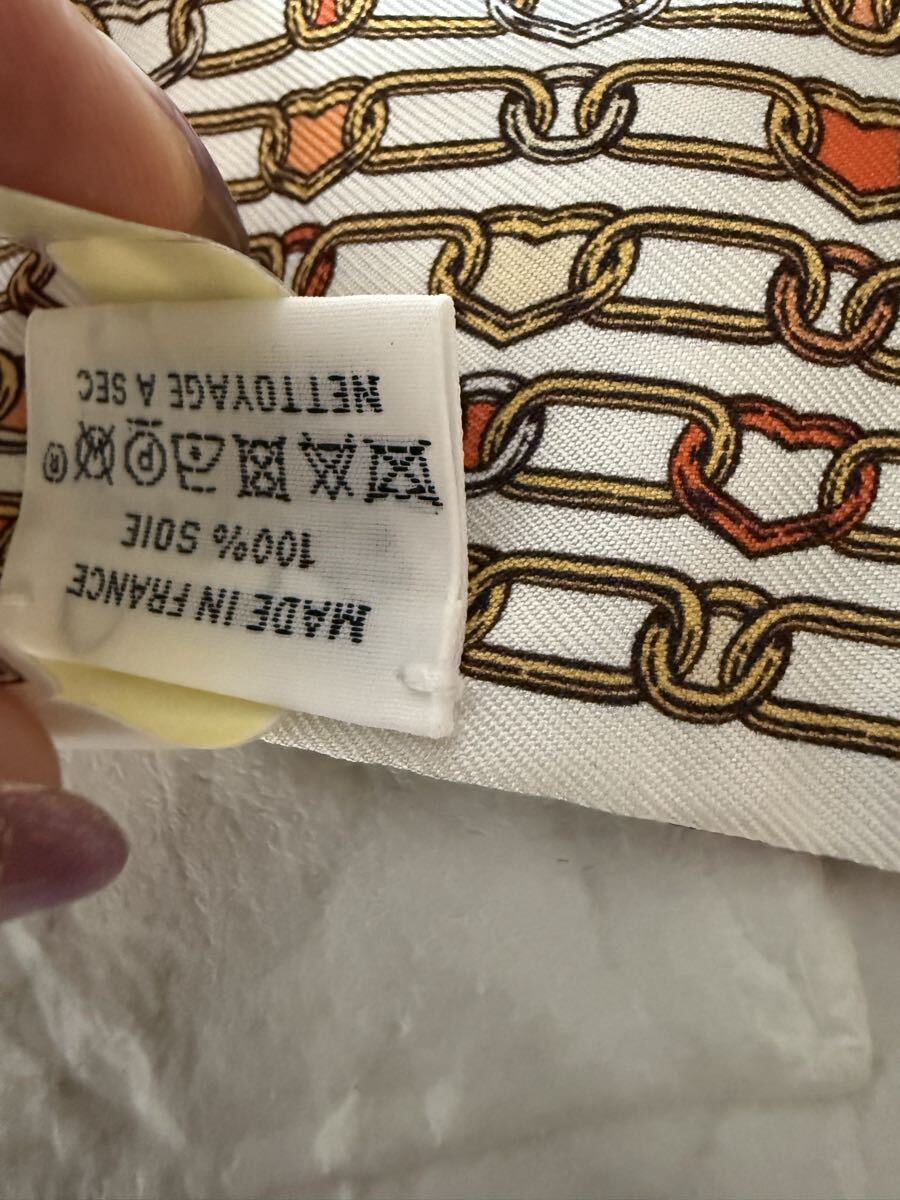 MADE IN FRANCE
100% SOIE
P ®
NETTOYAGE A SEC